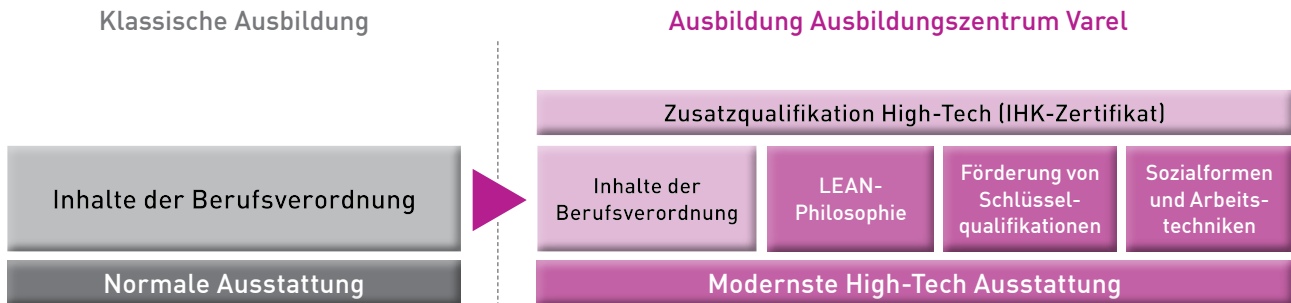 Klassische Ausbildung
Ausbildung Ausbildungszentrum Varel
Zusatzqualifikation High-Tech (IHK-Zertifikat)
Inhalte der Berufsverordnung
Inhalte der
Berufsverordnung
LEAN-
Philosophie
Förderung von
Schlüssel-
qualifikationen
Sozialformen
und Arbeits-
techniken
Normale Ausstattung
Modernste High-Tech Ausstattung